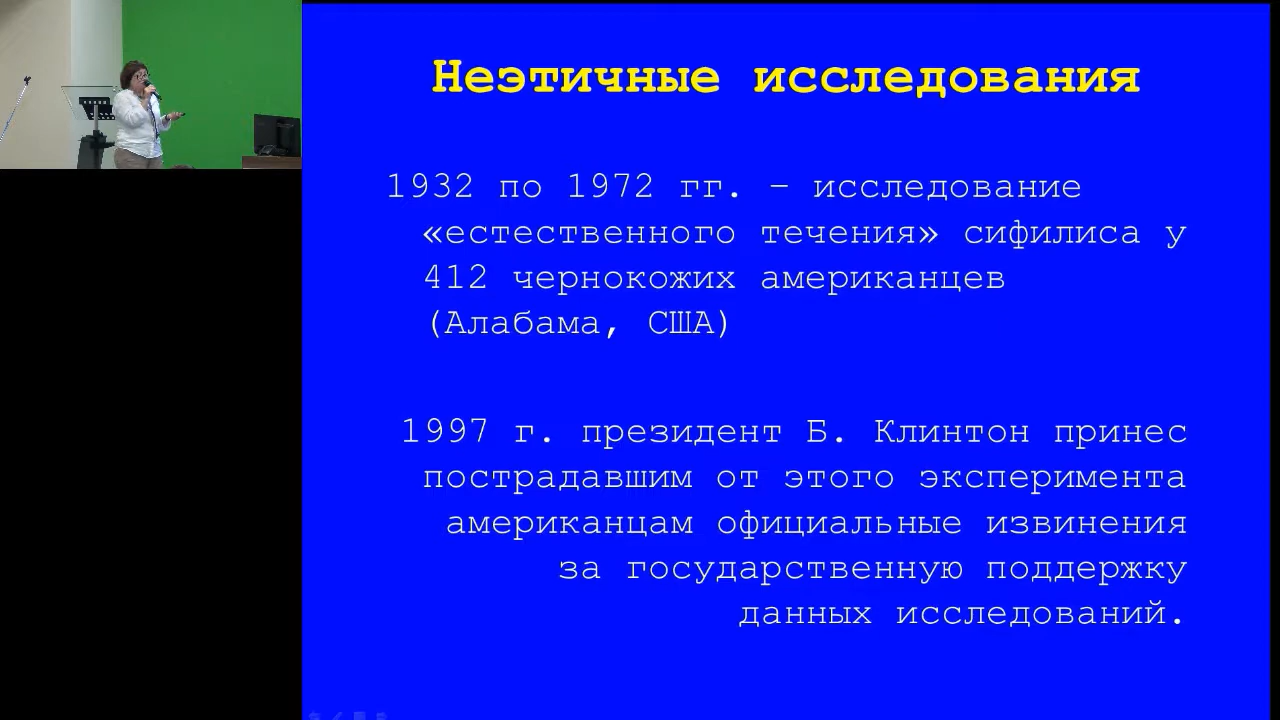 Неэтичные исследования
1932 по 1972 гг. – исследование
«естественного течения» сифилиса у
412 чернокожих американцев
(Алабама, США)
1997 г. президент Б. Клинтон принес
пострадавшим от этого эксперимента
американцам официальные извинения
за государственную поддержку
данных исследований.